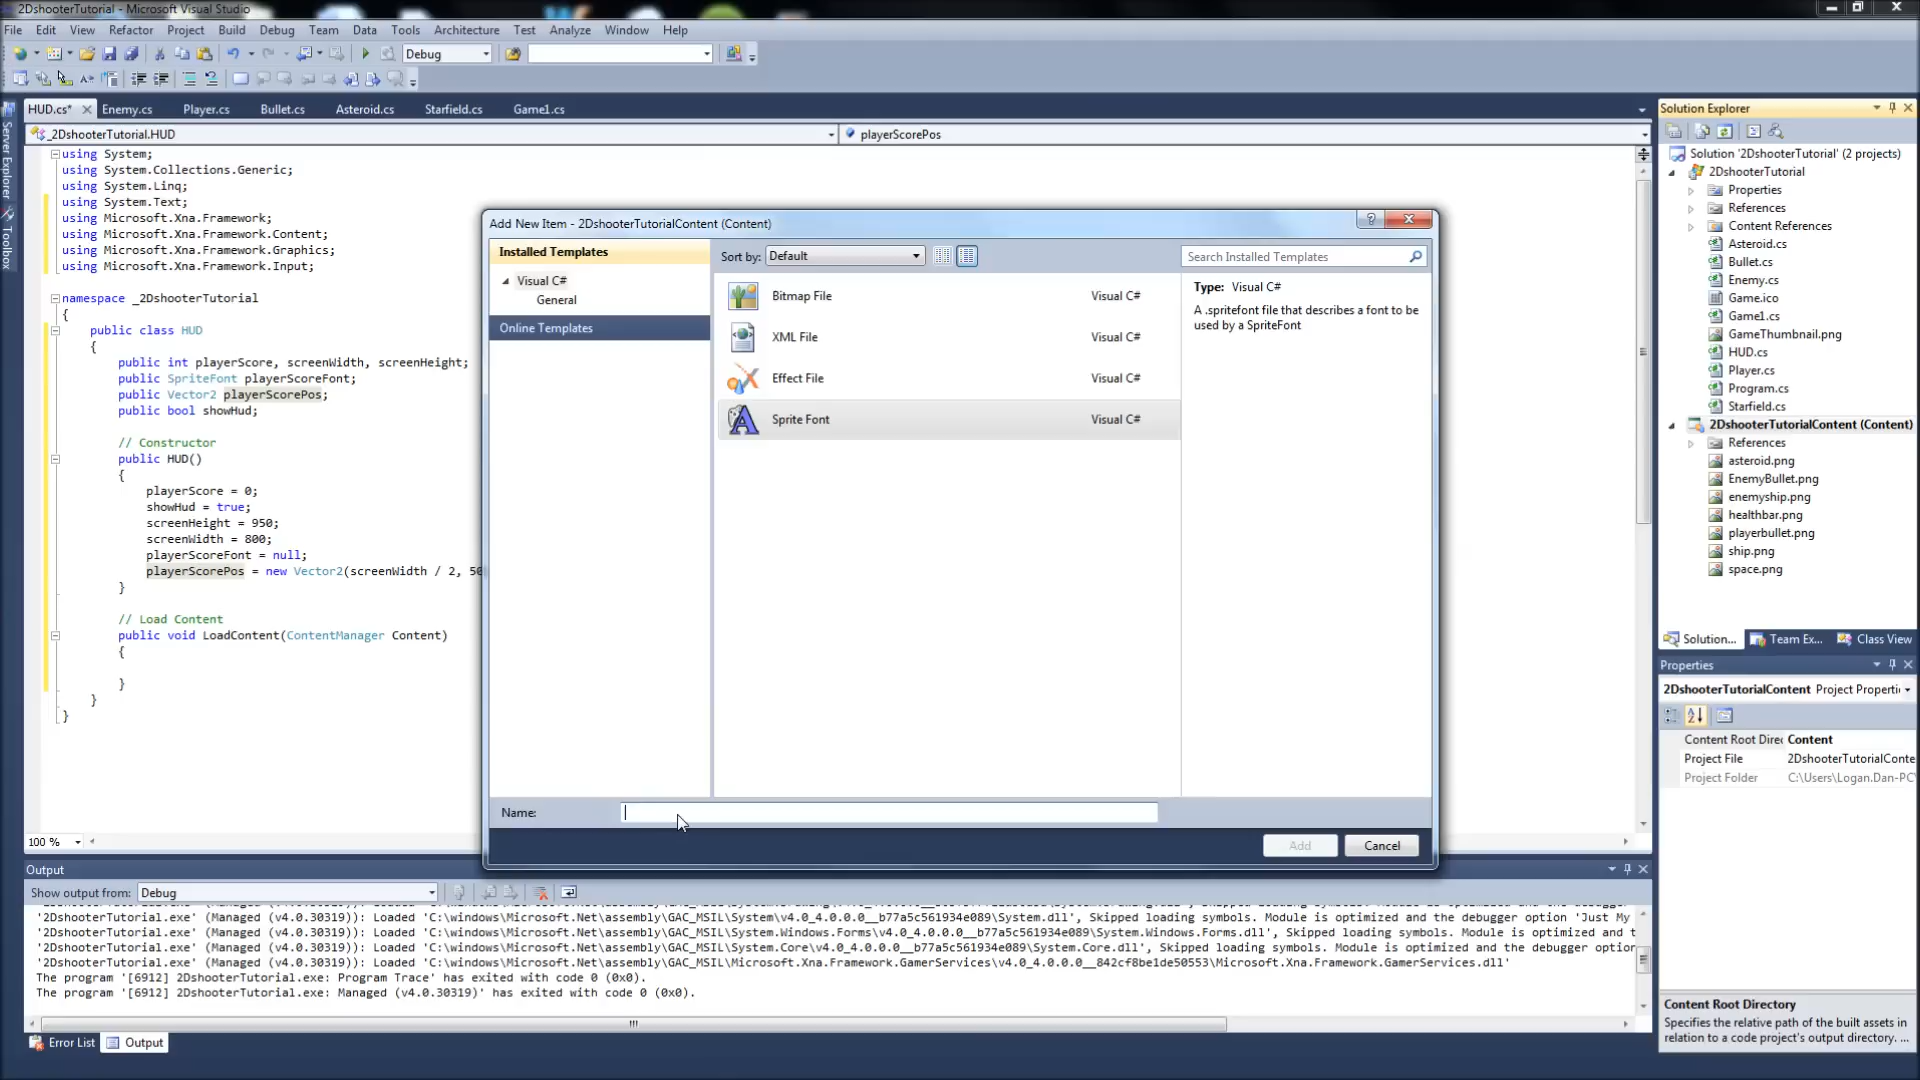 2DshooterTutorial - Microsoft Visual Studio
File Edit View Refactor Project Build Debug Team Data Tools Architecture Test Analyze Window Help
Debug
HUD.cs* Enemy.cs Player.cs Bullet.cs Asteroid.cs Starfield.cs Game1.cs
_2DshooterTutorial.HUD playerScorePos
Server Explorer
Toolbox
using System;
using System.Collections.Generic;
using System.Linq;
using System.Text;
using Microsoft.Xna.Framework;
using Microsoft.Xna.Framework.Content;
using Microsoft.Xna.Framework.Graphics;
using Microsoft.Xna.Framework.Input;
namespace _2DshooterTutorial
{
public class HUD
{
public int playerScore, screenWidth, screenHeight;
public SpriteFont playerScoreFont;
public Vector2 playerScorePos;
public bool showHud;
// Constructor
public HUD()
{
playerScore = 0;
showHud = true;
screenHeight = 950;
screenWidth = 800;
playerScoreFont = null;
playerScorePos = new Vector2(screenWidth / 2, 50
}
// Load Content
public void LoadContent(ContentManager Content)
{
}
}
}
100 %
Add New Item - 2DshooterTutorialContent (Content)
Installed Templates
Visual C#
General
Online Templates
Sort by: Default
Search Installed Templates
Bitmap File Visual C#
XML File Visual C#
Effect File Visual C#
Sprite Font Visual C#
Type: Visual C#
A .spritefont file that describes a font to be
used by a SpriteFont
Name:
Add Cancel
Solution Explorer
Solution '2DshooterTutorial' (2 projects)
2DshooterTutorial
Properties
References
Content References
Asteroid.cs
Bullet.cs
Enemy.cs
Game.ico
Game1.cs
GameThumbnail.png
HUD.cs
Player.cs
Program.cs
Starfield.cs
2DshooterTutorialContent (Content)
References
asteroid.png
EnemyBullet.png
enemyship.png
healthbar.png
playerbullet.png
ship.png
space.png
Solution... Team Ex... Class View
Properties
2DshooterTutorialContent Project Properti
Content Root Direc Content
Project File 2DshooterTutorialConte
Project Folder C:\Users\Logan.Dan-PC\
Content Root Directory
Specifies the relative path of the built assets in
relation to a code project's output directory. ...
Output
Show output from: Debug
'2DshooterTutorial.exe' (Managed (v4.0.30319)): Loaded 'C:\windows\Microsoft.Net\assembly\GAC_MSIL\System\v4.0_4.0.0.0__b77a5c561934e089\System.dll', Skipped loading symbols. Module is optimized and the debugger option 'Just My
'2DshooterTutorial.exe' (Managed (v4.0.30319)): Loaded 'C:\windows\Microsoft.Net\assembly\GAC_MSIL\System.Windows.Forms\v4.0_4.0.0.0__b77a5c561934e089\System.Windows.Forms.dll', Skipped loading symbols. Module is optimized and t
'2DshooterTutorial.exe' (Managed (v4.0.30319)): Loaded 'C:\windows\Microsoft.Net\assembly\GAC_MSIL\System.Core\v4.0_4.0.0.0__b77a5c561934e089\System.Core.dll', Skipped loading symbols. Module is optimized and the debugger option
'2DshooterTutorial.exe' (Managed (v4.0.30319)): Loaded 'C:\windows\Microsoft.Net\assembly\GAC_MSIL\Microsoft.Xna.Framework.GamerServices\v4.0_4.0.0.0__842cf8be1de50553\Microsoft.Xna.Framework.GamerServices.dll'
The program '[6912] 2DshooterTutorial.exe: Program Trace' has exited with code 0 (0x0).
The program '[6912] 2DshooterTutorial.exe: Managed (v4.0.30319)' has exited with code 0 (0x0).
Error List Output